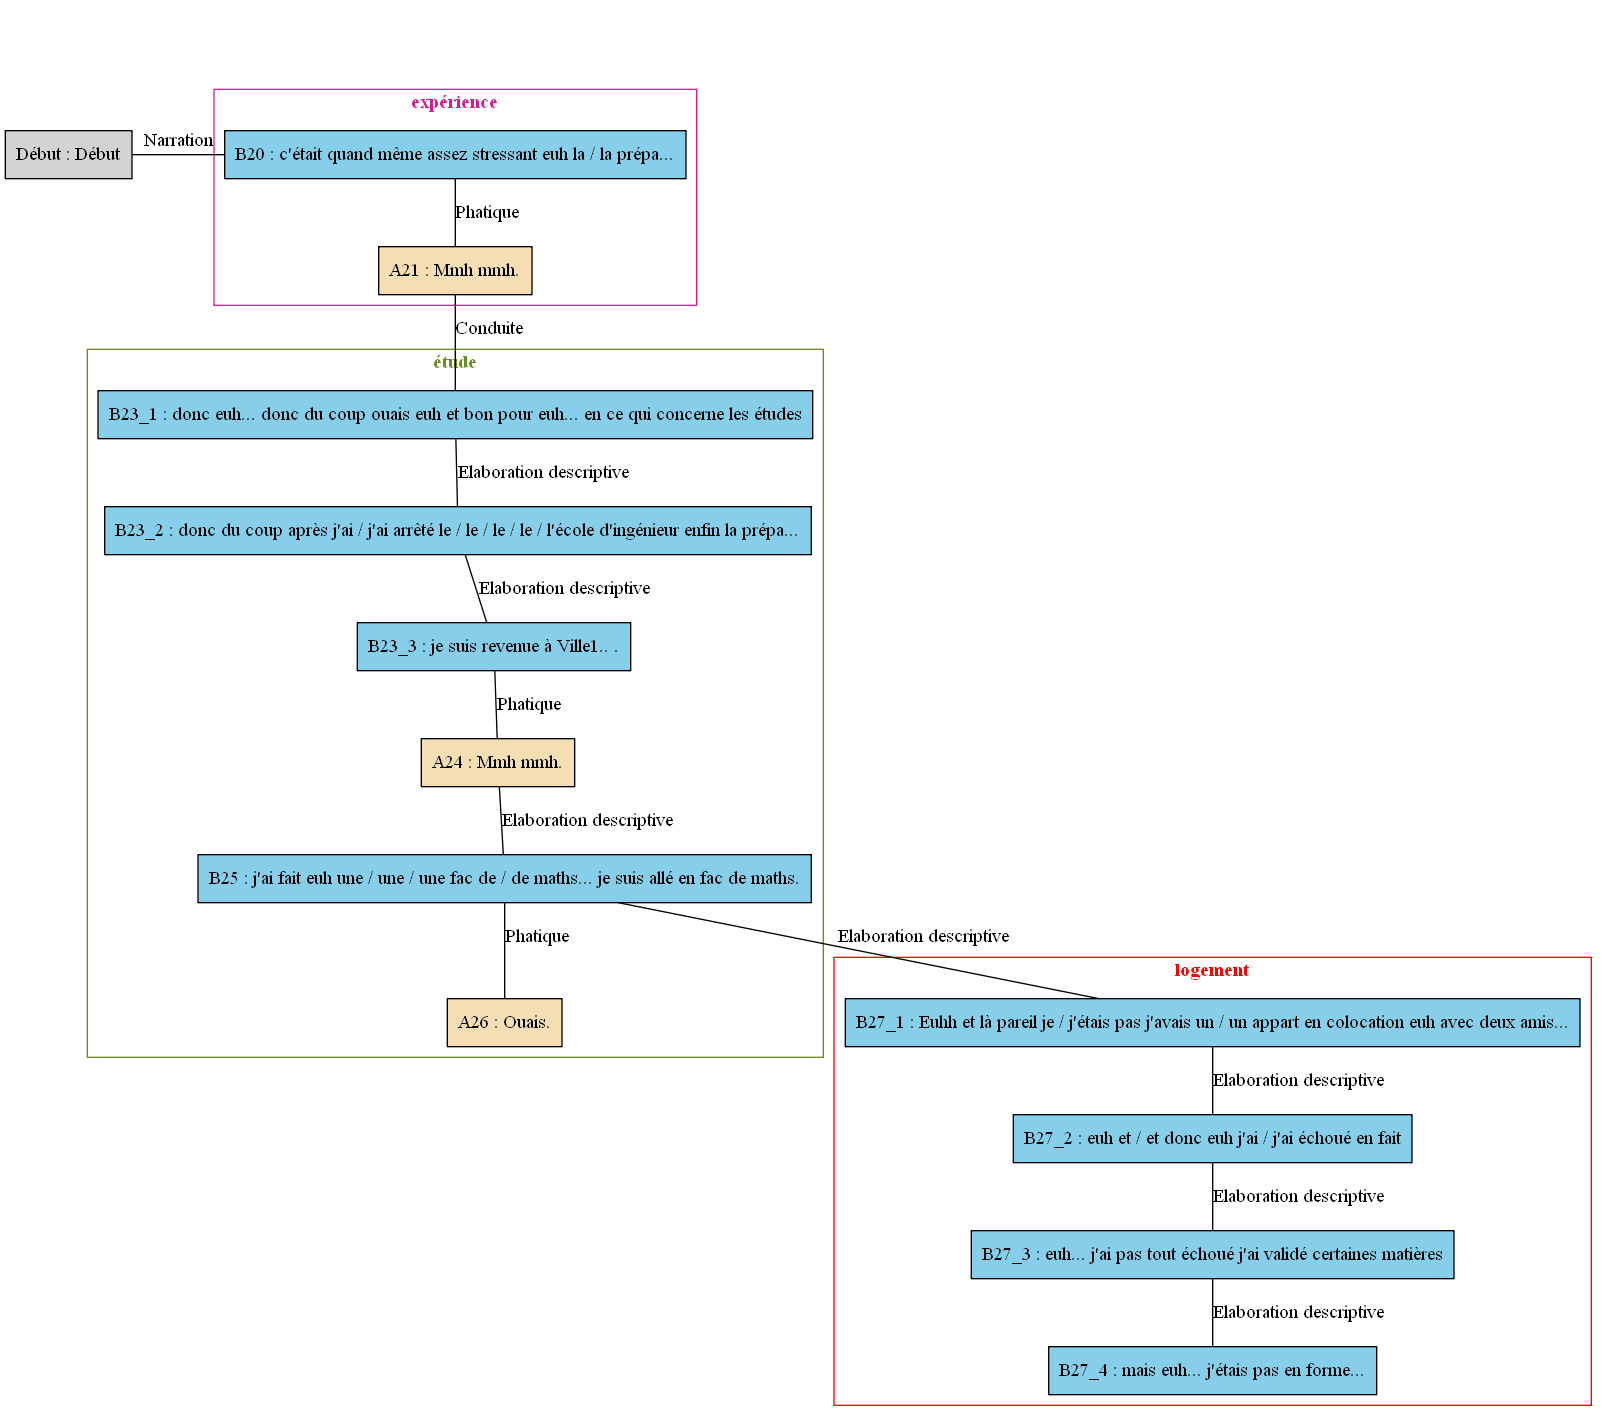 expérience
Début : Début
Narration
B20 : c'était quand même assez stressant euh la / la prépa...
Phatique
A21 : Mmh mmh.
Conduite
étude
B23_1 : donc euh... donc du coup ouais euh et bon pour euh... en ce qui concerne les études
Elaboration descriptive
B23_2 : donc du coup après j'ai / j'ai arrêté le / le / le / le / l'école d'ingénieur enfin la prépa...
Elaboration descriptive
B23_3 : je suis revenue à Ville1.. .
Phatique
A24 : Mmh mmh.
Elaboration descriptive
B25 : j'ai fait euh une / une / une fac de / de maths... je suis allé en fac de maths.
Phatique
Elaboration descriptive
logement
A26 : Ouais.
B27_1 : Euhh et là pareil je / j'étais pas j'avais un / un appart en colocation euh avec deux amis...
Elaboration descriptive
B27_2 : euh et / et donc euh j'ai / j'ai échoué en fait
Elaboration descriptive
B27_3 : euh... j'ai pas tout échoué j'ai validé certaines matières
Elaboration descriptive
B27_4 : mais euh... j'étais pas en forme...